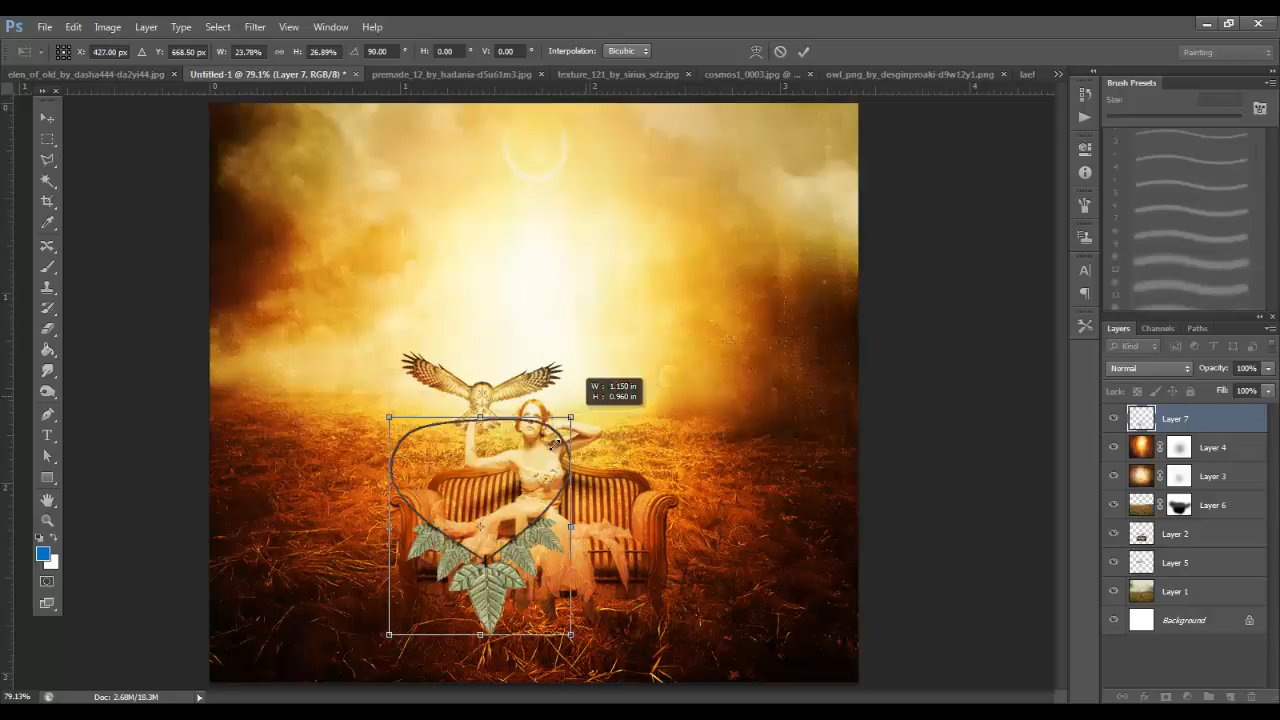 Ps File Edit Image Layer Type Select Filter View Window Help
X: 427.00 px Y: 668.50 px W: 23.78% H: 26.89% 90.00 ° H: 0.00 ° V: 0.00 ° Interpolation: Bicubic Painting
elen_of_old_by_dasha444-da2yi44.jpg × Untitled-1 @ 79.1% (Layer 7, RGB/8) * × premade_12_by_hadania-d5u61m3.jpg × texture_121_by_sirius_sdz.jpg × cosmos1_0003.jpg @ ... × owl_png_by_desginproaki-d9w12y1.png × laef
Brush Presets
Size:
W : 1.150 in
H : 0.960 in
Layers Channels Paths
Kind
Normal Opacity: 100%
Lock: Fill: 100%
Layer 7
Layer 4
Layer 3
Layer 6
Layer 2
Layer 5
Layer 1
Background
79.13% Doc: 2.68M/18.3M